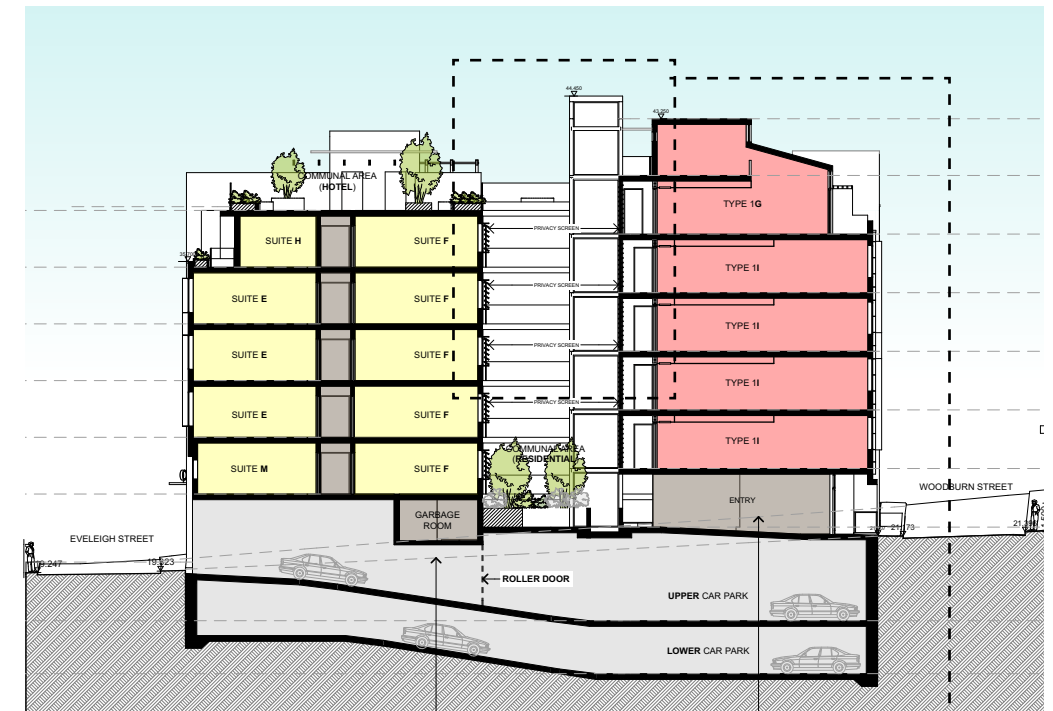 44.450
43.250
COMMUNAL AREA
(HOTEL)
TYPE 1G
PRIVACY SCREEN
SUITE H
SUITE F
TYPE 1I
PRIVACY SCREEN
SUITE E
SUITE F
TYPE 1I
SUITE E
SUITE F
PRIVACY SCREEN
TYPE 1I
SUITE E
SUITE F
PRIVACY SCREEN
TYPE 1I
COMMUNAL AREA
(RESIDENTIAL)
SUITE M
SUITE F
WOODBURN STREET
ENTRY
GARBAGE
ROOM
21.173
EVELEIGH STREET
ROLLER DOOR
UPPER CAR PARK
LOWER CAR PARK